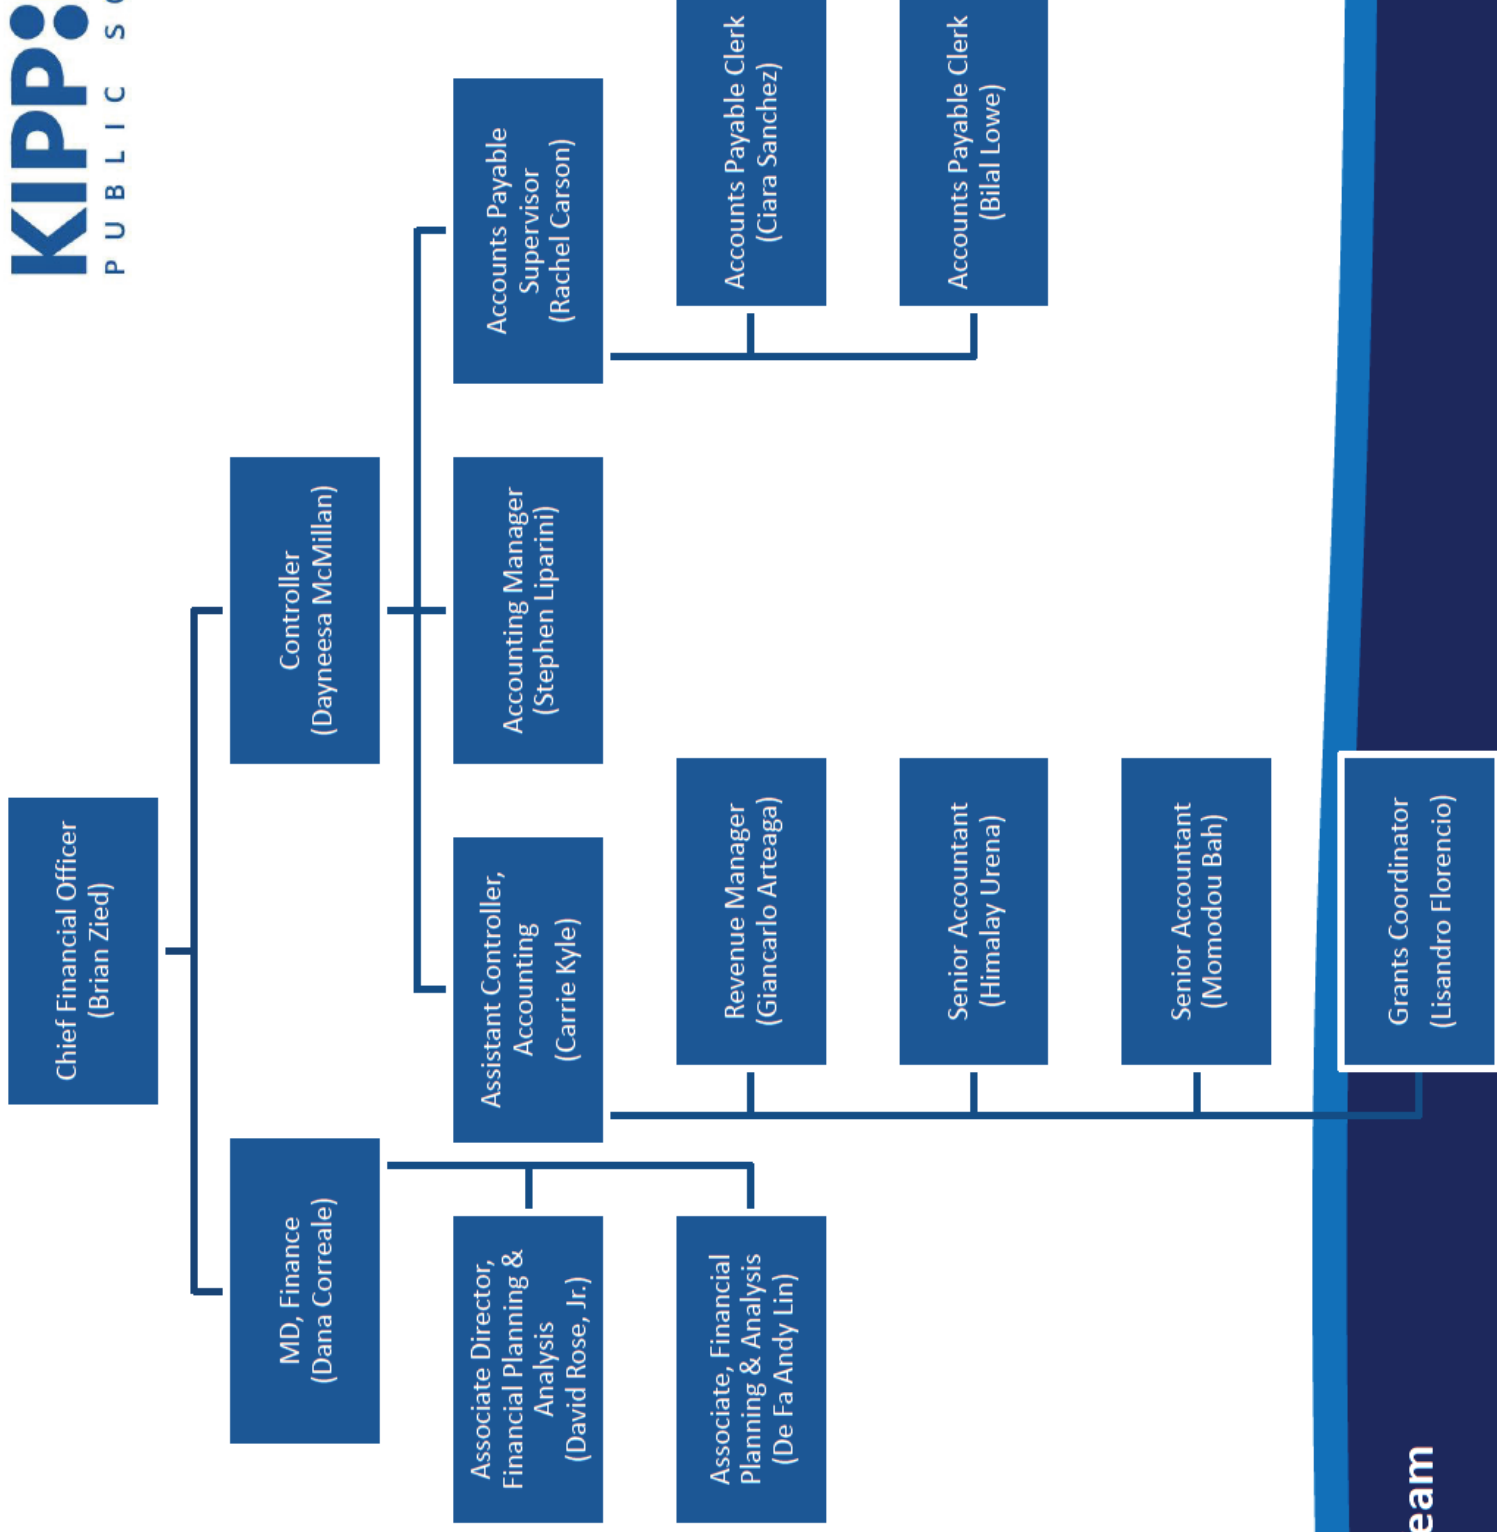 KIPP:
PUBLIC S
Chief Financial Officer
(Brian Zied)
MD, Finance
(Dana Correale)
Controller
(Dayneesa McMillan)
Associate Director,
Financial Planning &
Analysis
(David Rose, Jr.)
Associate, Financial
Planning & Analysis
(De Fa Andy Lin)
Assistant Controller,
Accounting
(Carrie Kyle)
Revenue Manager
(Giancarlo Arteaga)
Senior Accountant
(Himalay Urena)
Senior Accountant
(Momodou Bah)
Grants Coordinator
(Lisandro Florencio)
Accounting Manager
(Stephen Liparini)
Accounts Payable
Supervisor
(Rachel Carson)
Accounts Payable Clerk
(Ciara Sanchez)
Accounts Payable Clerk
(Bilal Lowe)
eam